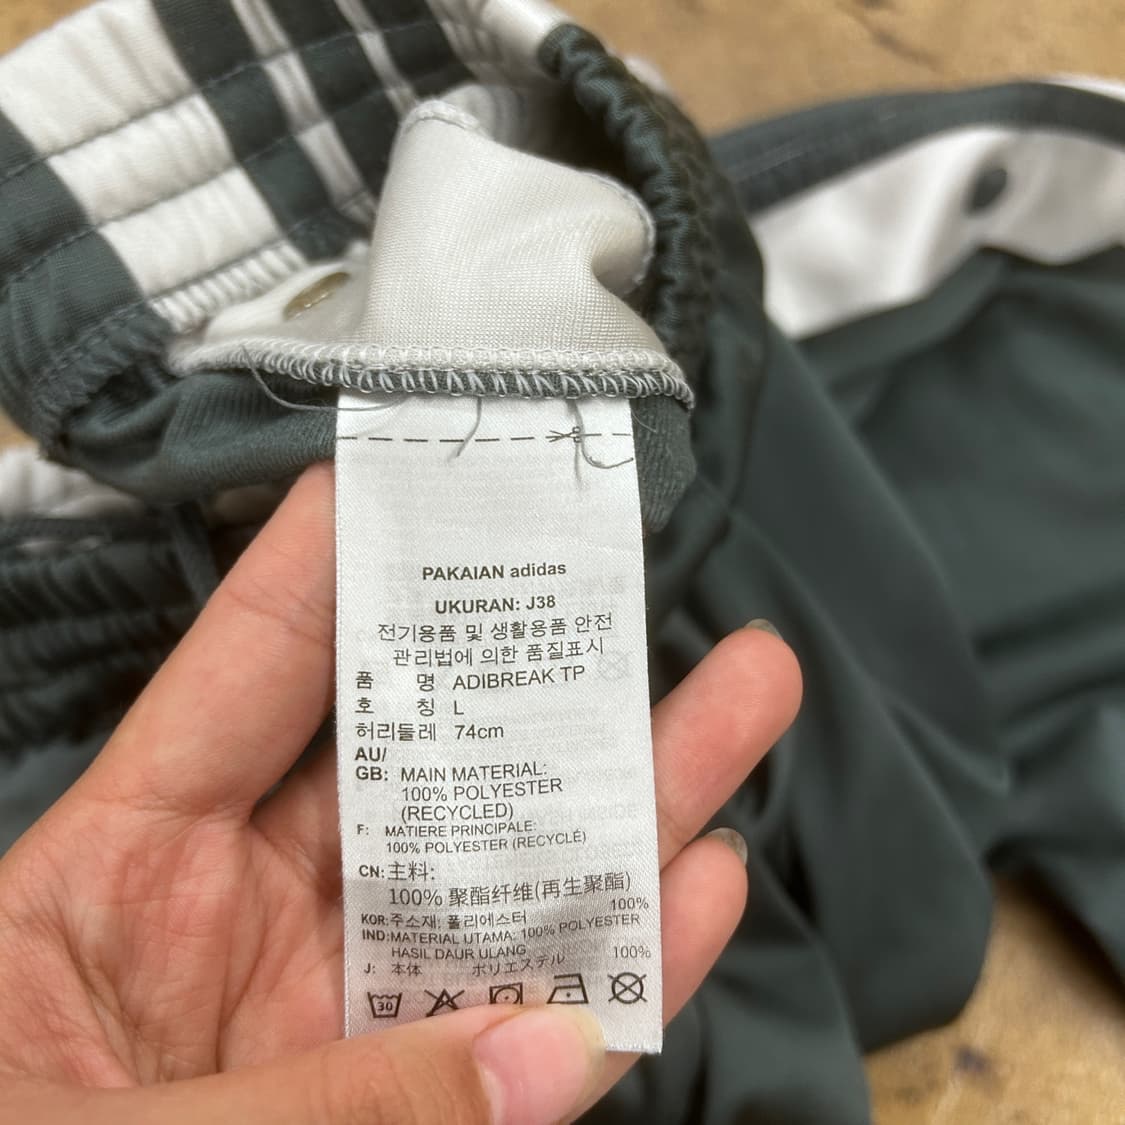 PAKAIAN adidas
UKURAN: J38
전기용품 및 생활용품 안전
관리법에 의한 품질표시
품 명 ADIBREAK TP
호 칭 L
허리둘레 74cm
AU/
GB: MAIN MATERIAL:
100% POLYESTER
(RECYCLED)
F: MATIERE PRINCIPALE:
100% POLYESTER (RECYCLÉ)
CN: 主料:
100% 聚酯纤维(再生聚酯)
KOR: 주소재: 폴리에스터 100%
IND: MATERIAL UTAMA: 100% POLYESTER
HASIL DAUR ULANG
J: 本体 ポリエステル 100%
30